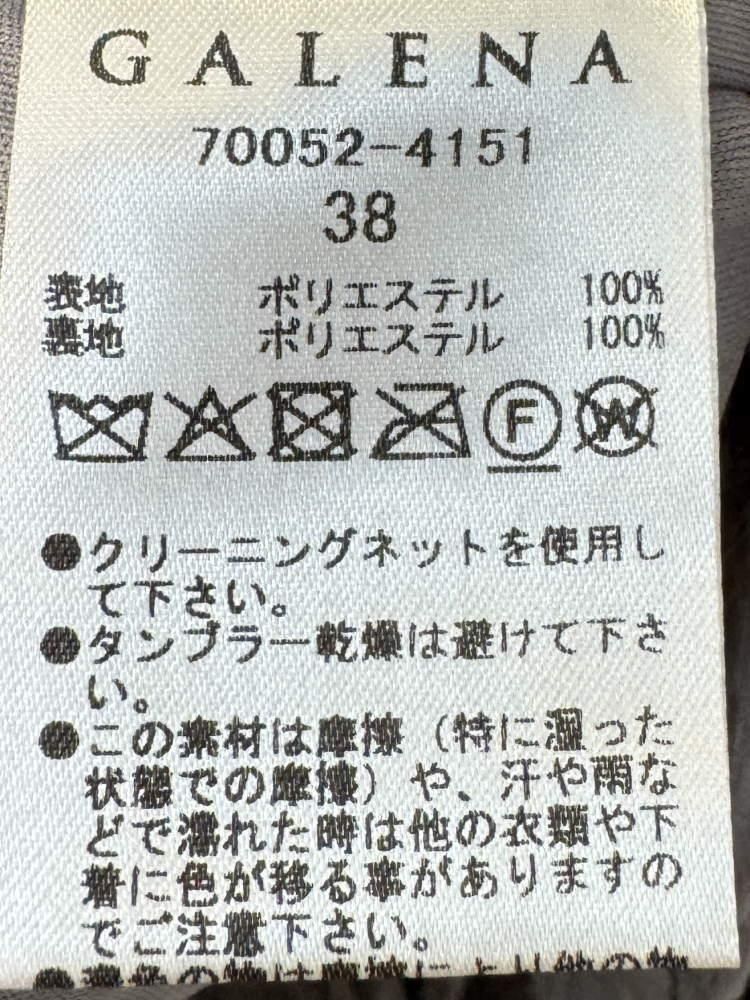 GALENA
70052-4151
38
表地 ポリエステル 100%
裏地 ポリエステル 100%
F W
●クリーニングネットを使用し
て下さい。
●タンブラー乾燥は避けて下さ
い。
●この素材は摩擦（特に湿った
状態での摩擦）や、汗や雨な
どで濡れた時は他の衣類や下
着に色が移る事がありますの
でご注意下さい。